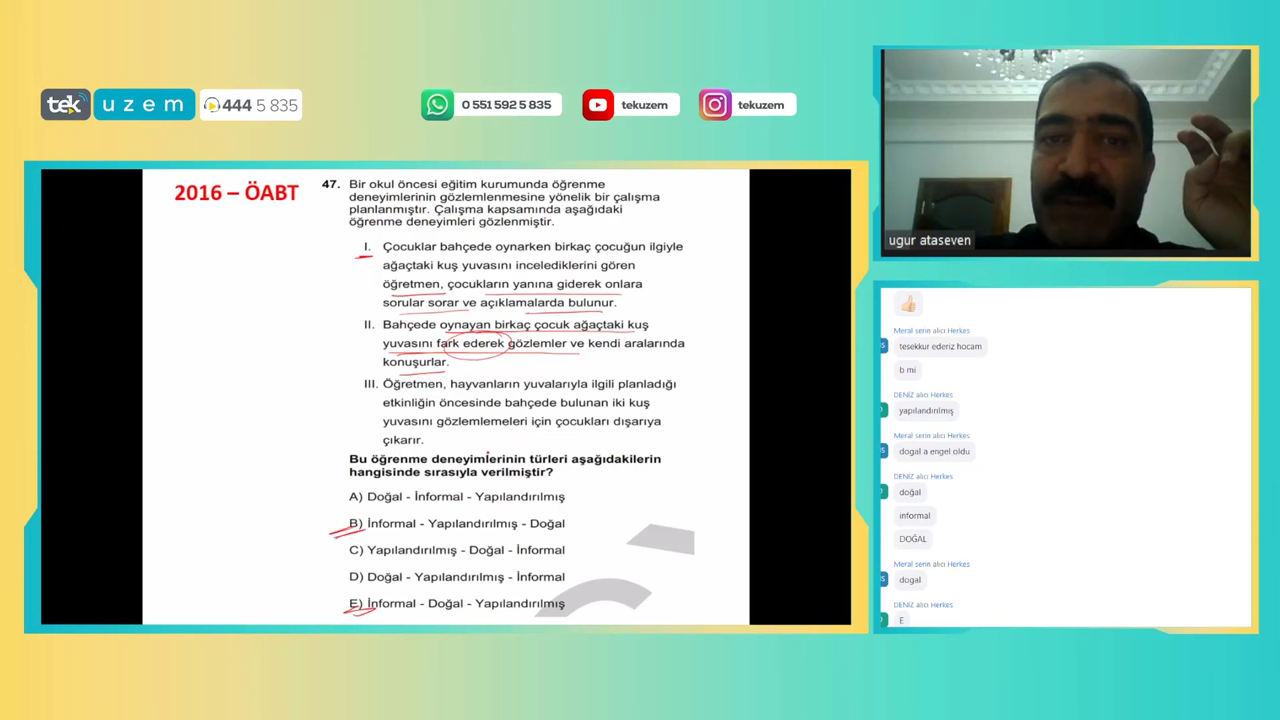 tek uzem 444 5 835
0 551 592 5 835
tekuzem
tekuzem
2016 – ÖABT
47. Bir okul öncesi eğitim kurumunda öğrenme
deneyimlerinin gözlemlenmesine yönelik bir çalışma
planlanmıştır. Çalışma kapsamında aşağıdaki
öğrenme deneyimleri gözlenmiştir.
I. Çocuklar bahçede oynarken birkaç çocuğun ilgiyle
ağaçtaki kuş yuvasını incelediklerini gören
öğretmen, çocukların yanına giderek onlara
sorular sorar ve açıklamalarda bulunur.
II. Bahçede oynayan birkaç çocuk ağaçtaki kuş
yuvasını fark ederek gözlemler ve kendi aralarında
konuşurlar.
III. Öğretmen, hayvanların yuvalarıyla ilgili planladığı
etkinliğin öncesinde bahçede bulunan iki kuş
yuvasını gözlemlemeleri için çocukları dışarıya
çıkarır.
Bu öğrenme deneyimlerinin türleri aşağıdakilerin
hangisinde sırasıyla verilmiştir?
A) Doğal - İnformal - Yapılandırılmış
B) İnformal - Yapılandırılmış - Doğal
C) Yapılandırılmış - Doğal - İnformal
D) Doğal - Yapılandırılmış - İnformal
E) İnformal - Doğal - Yapılandırılmış
ugur ataseven
Meral serin alıcı Herkes
tesekkur ederiz hocam
b mi
DENİZ alıcı Herkes
yapılandırılmış
Meral serin alıcı Herkes
dogal a engel oldu
DENİZ alıcı Herkes
doğal
informal
DOĞAL
Meral serin alıcı Herkes
dogal
DENİZ alıcı Herkes
E